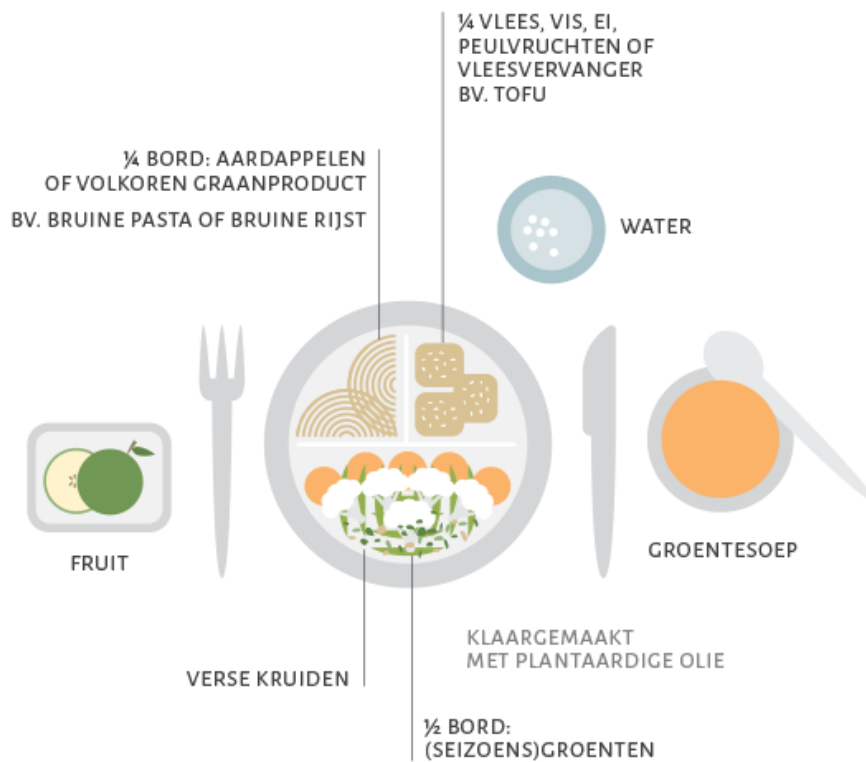 ¼ VLEES, VIS, EI,
PEULVRUCHTEN OF
VLEESVERVANGER
BV. TOFU
¼ BORD: AARDAPPELEN
OF VOLKOREN GRAANPRODUCT
BV. BRUINE PASTA OF BRUINE RIJST
WATER
FRUIT
GROENTESOEP
KLAARGEMAAKT
MET PLANTAARDIGE OLIE
VERSE KRUIDEN
½ BORD:
(SEIZOENS)GROENTEN